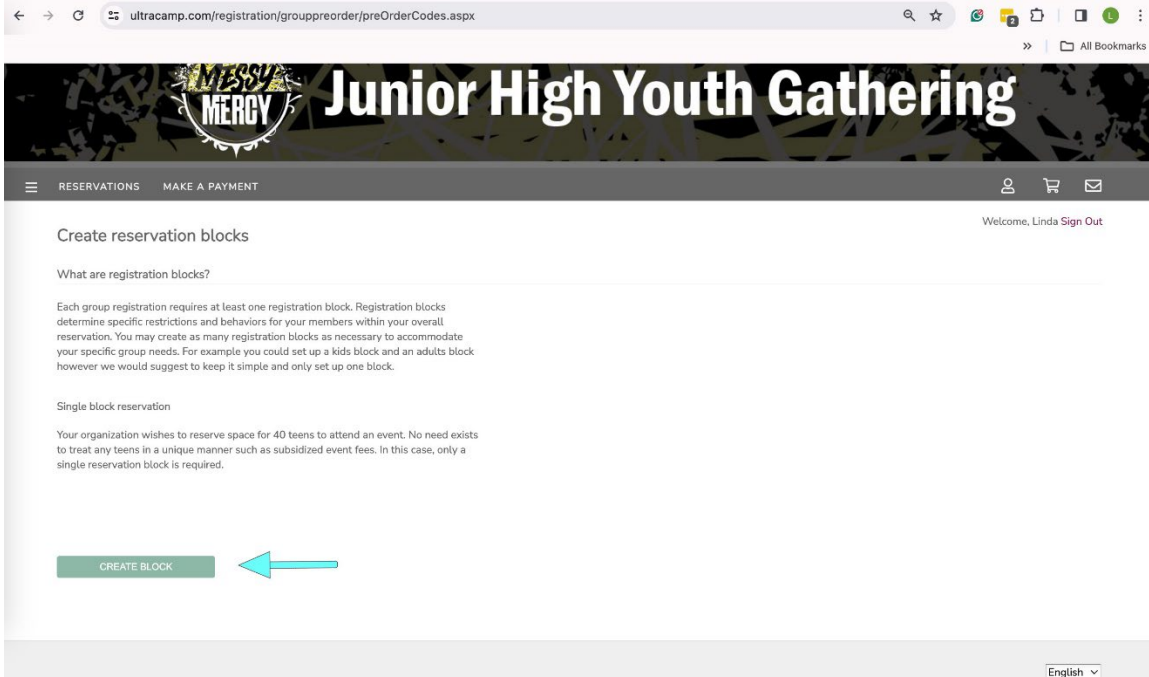 ultracamp.com/registration/grouppreorder/preOrderCodes.aspx
2
L
» All Bookmarks
MESSY
MERCY
Junior High Youth Gathering
RESERVATIONS MAKE A PAYMENT
Welcome, Linda Sign Out
Create reservation blocks
What are registration blocks?
Each group registration requires at least one registration block. Registration blocks
determine specific restrictions and behaviors for your members within your overall
reservation. You may create as many registration blocks as necessary to accommodate
your specific group needs. For example you could set up a kids block and an adults block
however we would suggest to keep it simple and only set up one block.
Single block reservation
Your organization wishes to reserve space for 40 teens to attend an event. No need exists
to treat any teens in a unique manner such as subsidized event fees. In this case, only a
single reservation block is required.
CREATE BLOCK
English